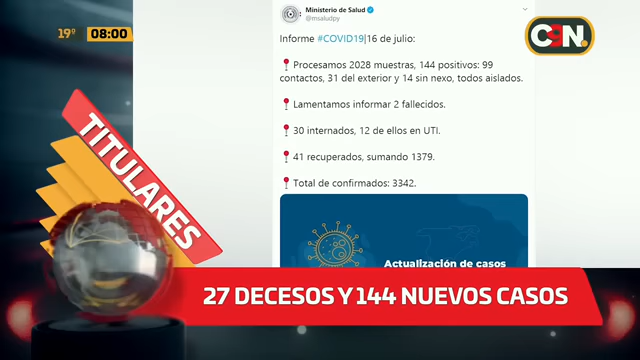 19º 08:00
Ministerio de Salud
@msaludpy
C9N.
Informe #COVID19|16 de julio:
Procesamos 2028 muestras, 144 positivos: 99
contactos, 31 del exterior y 14 sin nexo, todos aislados.
Lamentamos informar 2 fallecidos.
30 internados, 12 de ellos en UTI.
41 recuperados, sumando 1379.
Total de confirmados: 3342.
Actualización de casos
TITULARES
27 DECESOS Y 144 NUEVOS CASOS